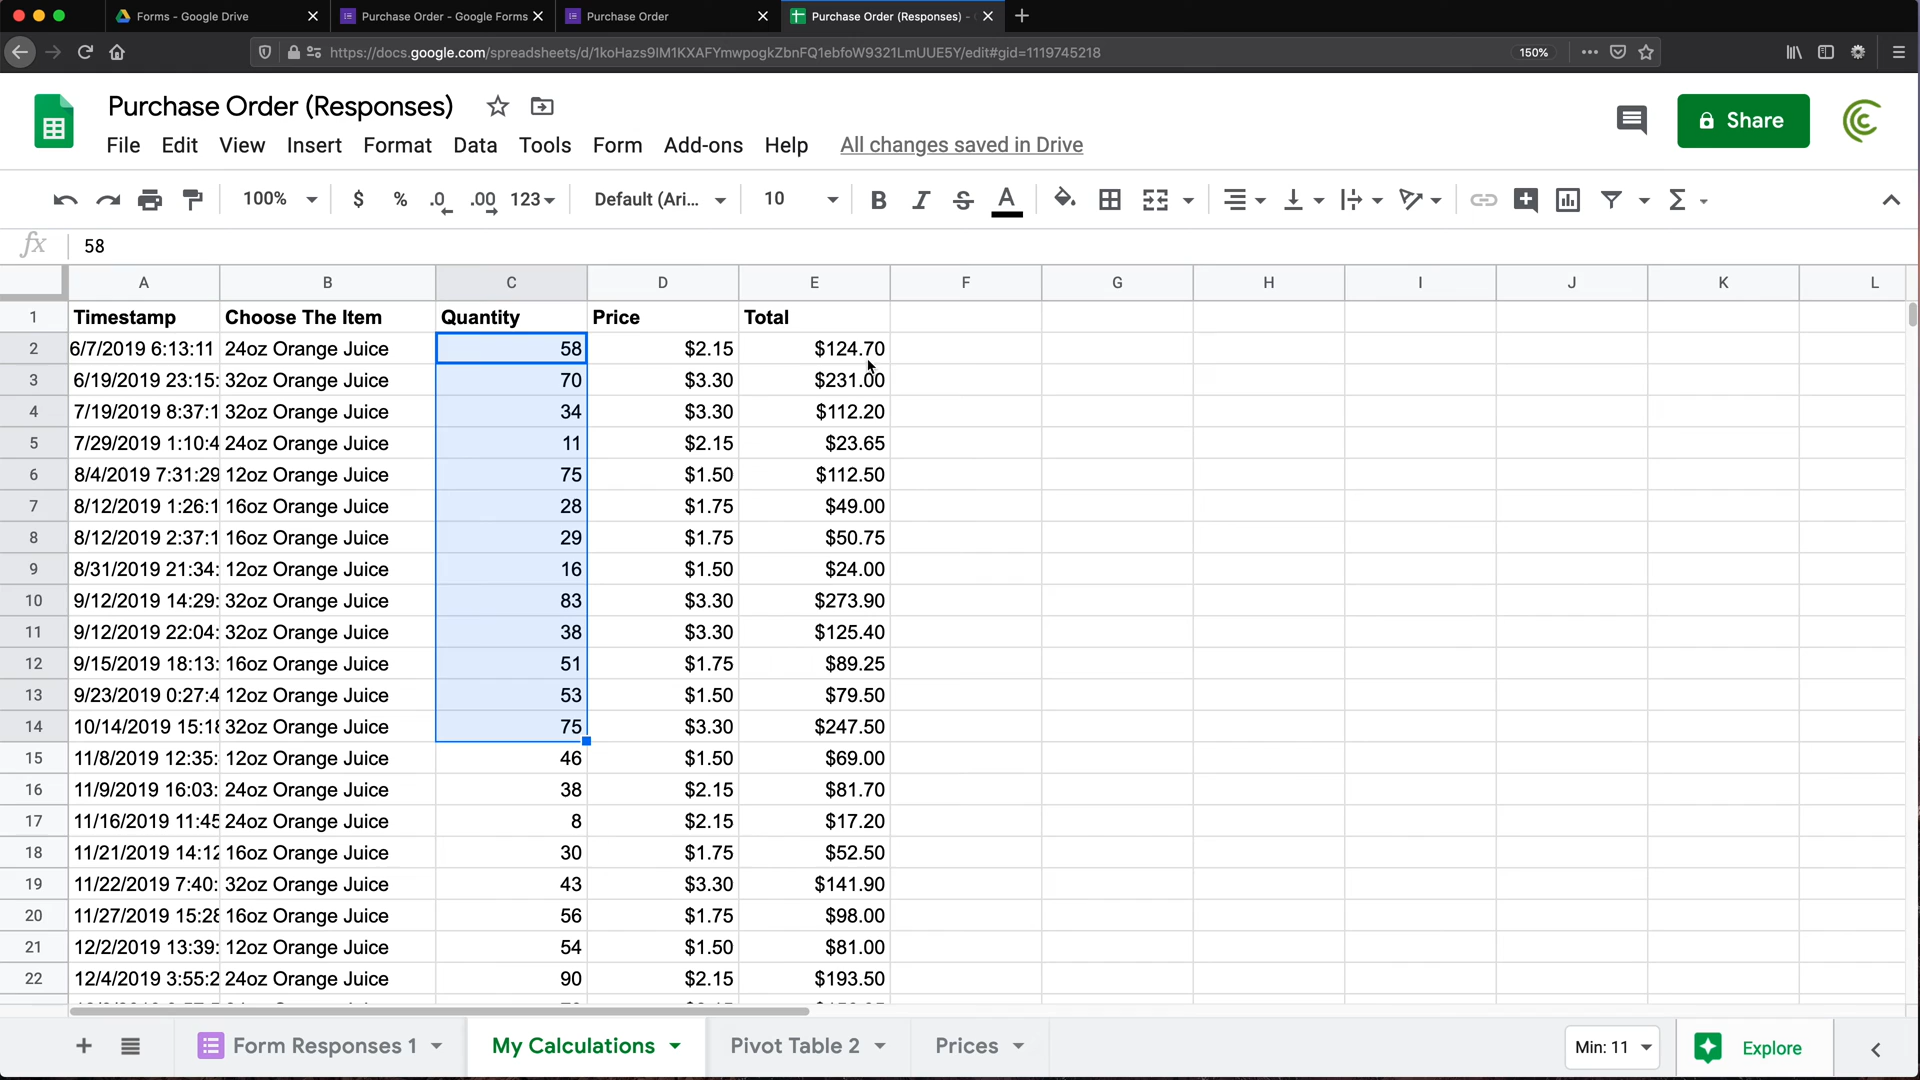 Forms - Google Drive
Purchase Order - Google Forms
Purchase Order
Purchase Order (Responses) -
https://docs.google.com/spreadsheets/d/1koHazs9IM1KXAFYmwpogkZbnFQ1ebfoW9321LmUUE5Y/edit#gid=1119745218
150%
Purchase Order (Responses)
Share
File Edit View Insert Format Data Tools Form Add-ons Help All changes saved in Drive
100% $ % .0 .00 123 Default (Ari... 10 B I S A Σ
fx 58
A B C D E F G H I J K L
1 Timestamp Choose The Item Quantity Price Total
2 6/7/2019 6:13:11 24oz Orange Juice 58 $2.15 $124.70
3 6/19/2019 23:15: 32oz Orange Juice 70 $3.30 $231.00
4 7/19/2019 8:37:1 32oz Orange Juice 34 $3.30 $112.20
5 7/29/2019 1:10:4 24oz Orange Juice 11 $2.15 $23.65
6 8/4/2019 7:31:29 12oz Orange Juice 75 $1.50 $112.50
7 8/12/2019 1:26:1 16oz Orange Juice 28 $1.75 $49.00
8 8/12/2019 2:37:1 16oz Orange Juice 29 $1.75 $50.75
9 8/31/2019 21:34: 12oz Orange Juice 16 $1.50 $24.00
10 9/12/2019 14:29: 32oz Orange Juice 83 $3.30 $273.90
11 9/12/2019 22:04: 32oz Orange Juice 38 $3.30 $125.40
12 9/15/2019 18:13: 16oz Orange Juice 51 $1.75 $89.25
13 9/23/2019 0:27:4 12oz Orange Juice 53 $1.50 $79.50
14 10/14/2019 15:18 32oz Orange Juice 75 $3.30 $247.50
15 11/8/2019 12:35: 12oz Orange Juice 46 $1.50 $69.00
16 11/9/2019 16:03: 24oz Orange Juice 38 $2.15 $81.70
17 11/16/2019 11:45 24oz Orange Juice 8 $2.15 $17.20
18 11/21/2019 14:12 16oz Orange Juice 30 $1.75 $52.50
19 11/22/2019 7:40: 32oz Orange Juice 43 $3.30 $141.90
20 11/27/2019 15:28 16oz Orange Juice 56 $1.75 $98.00
21 12/2/2019 13:39: 12oz Orange Juice 54 $1.50 $81.00
22 12/4/2019 3:55:2 24oz Orange Juice 90 $2.15 $193.50
Form Responses 1 My Calculations Pivot Table 2 Prices Min: 11 Explore